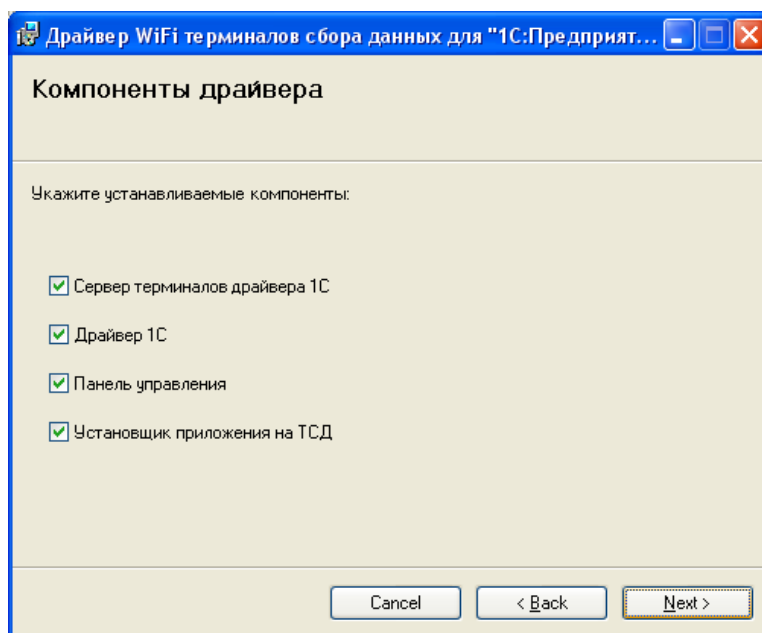 Драйвер WiFi терминалов сбора данных для "1С:Предприят...
Компоненты драйвера
Укажите устанавливаемые компоненты:
Сервер терминалов драйвера 1С
Драйвер 1С
Панель управления
Установщик приложения на ТСД
Cancel
< Back
Next >